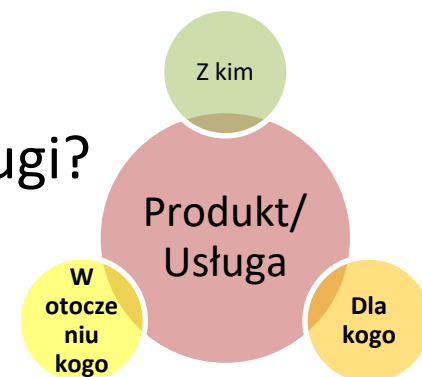 Z kim
ugi?
Produkt/
Usługa
W
otocze
niu
kogo
Dla
kogo